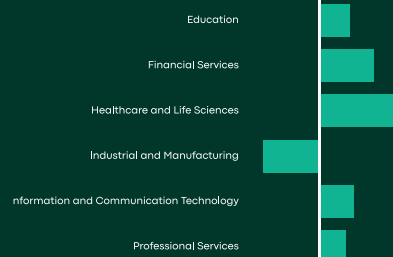 Education
Financial Services
Healthcare and Life Sciences
Industrial and Manufacturing
nformation and Communication Technology
Professional Services